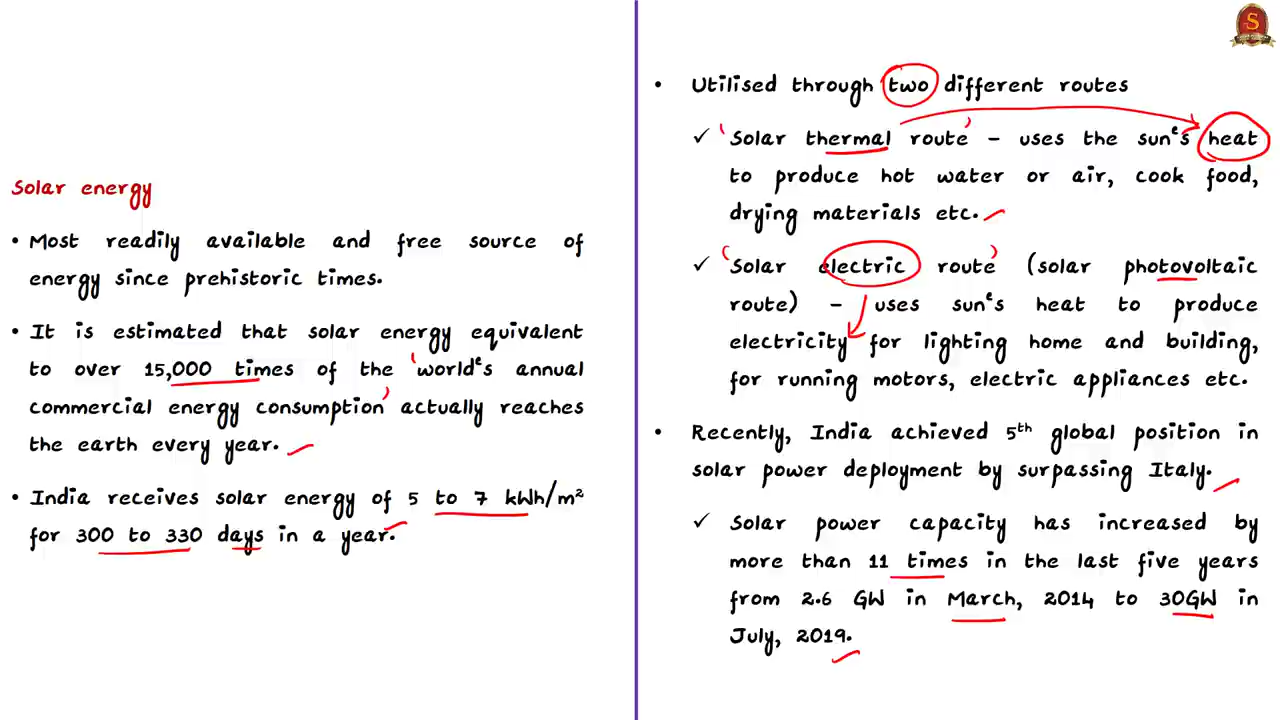 Solar energy
• Most readily available and free source of
energy since prehistoric times.
• It is estimated that solar energy equivalent
to over 15,000 times of the 'world's annual
commercial energy consumption' actually reaches
the earth every year.
• India receives solar energy of 5 to 7 kWh/m²
for 300 to 330 days in a year.
• Utilised through two different routes
✓ 'Solar thermal route' – uses the sun's heat
to produce hot water or air, cook food,
drying materials etc.
✓ 'Solar electric route' (solar photovoltaic
route) – uses sun's heat to produce
electricity for lighting home and building,
for running motors, electric appliances etc.
• Recently, India achieved 5th global position in
solar power deployment by surpassing Italy.
✓ Solar power capacity has increased by
more than 11 times in the last five years
from 2.6 GW in March, 2014 to 30GW in
July, 2019.
S